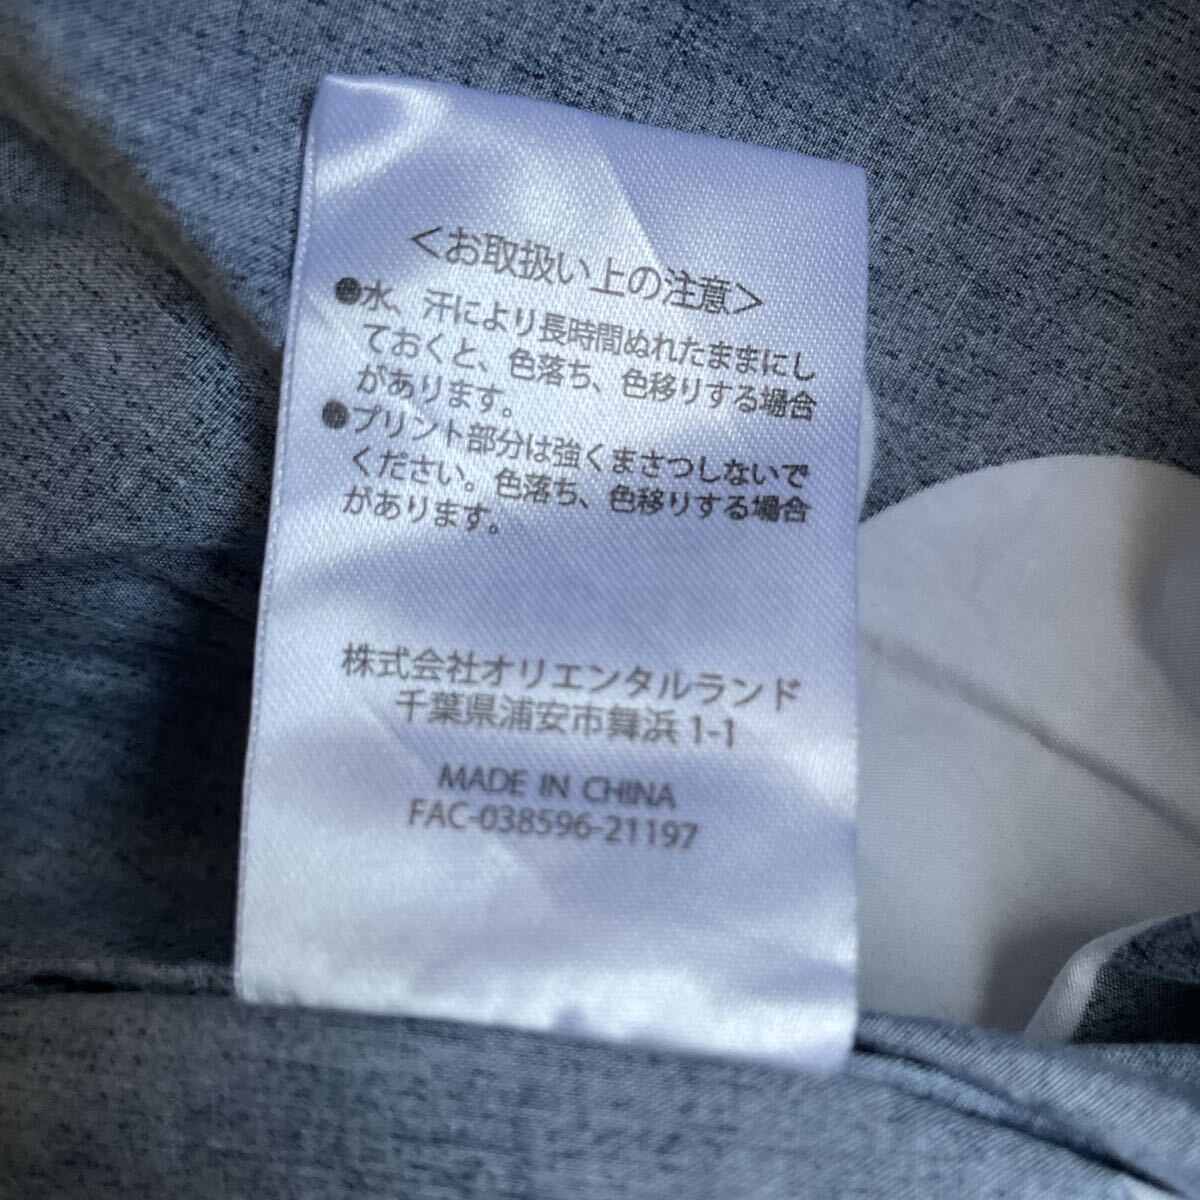 ＜お取扱い上の注意＞
●水、汗により長時間ぬれたままにし
ておくと、色落ち、色移りする場合
があります。
●プリント部分は強くまさつしないで
ください。色落ち、色移りする場合
があります。
株式会社オリエンタルランド
千葉県浦安市舞浜 1-1
MADE IN CHINA
FAC-038596-21197